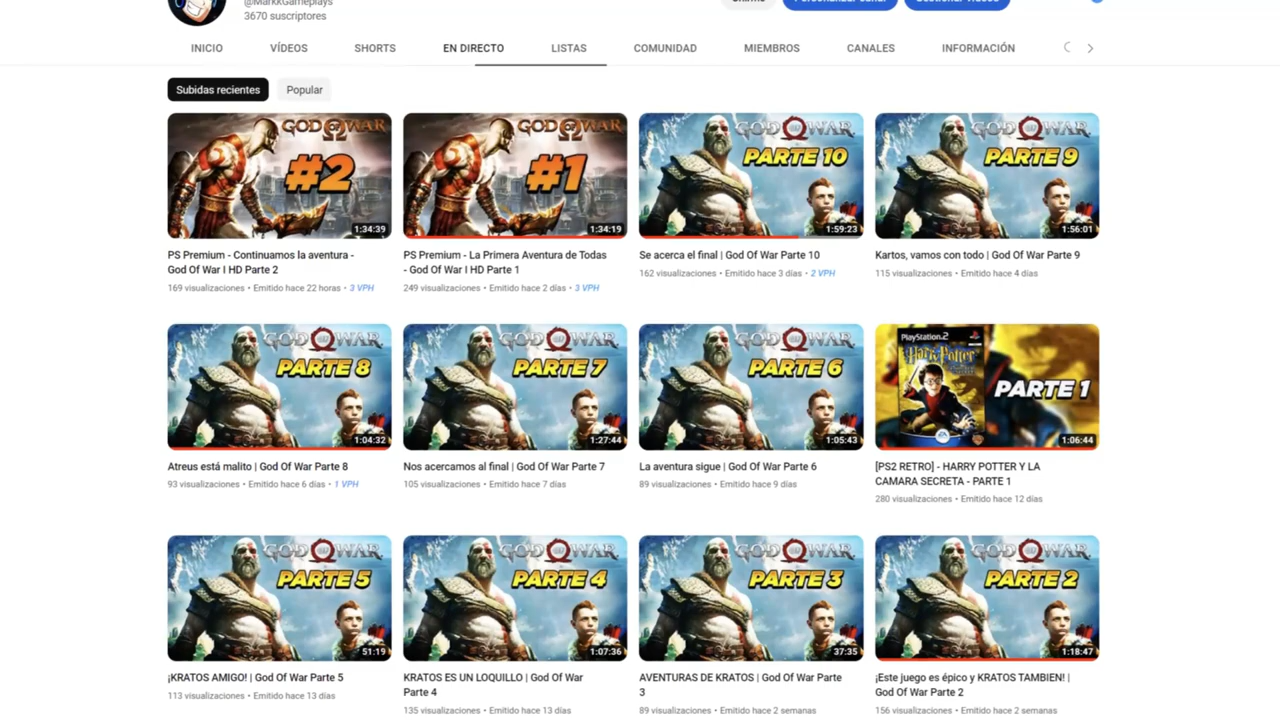 @MarkkGameplays
3670 suscriptores
INICIO VÍDEOS SHORTS EN DIRECTO LISTAS COMUNIDAD MIEMBROS CANALES INFORMACIÓN
Subidas recientes Popular
GOD OF WAR
#2
1:34:39
GOD OF WAR
#1
1:34:19
GOD OF WAR
PARTE 10
1:59:23
GOD OF WAR
PARTE 9
1:56:01
PS Premium - Continuamos la aventura -
God Of War I HD Parte 2
169 visualizaciones • Emitido hace 22 horas • 3 VPH
PS Premium - La Primera Aventura de Todas
- God Of War I HD Parte 1
249 visualizaciones • Emitido hace 2 días • 3 VPH
Se acerca el final | God Of War Parte 10
162 visualizaciones • Emitido hace 3 días • 2 VPH
Kartos, vamos con todo | God Of War Parte 9
115 visualizaciones • Emitido hace 4 días
GOD OF WAR
PARTE 8
1:04:32
GOD OF WAR
PARTE 7
1:27:44
GOD OF WAR
PARTE 6
1:05:43
PlayStation 2
Harry Potter
PARTE 1
1:06:44
Atreus está malito | God Of War Parte 8
93 visualizaciones • Emitido hace 6 días • 1 VPH
Nos acercamos al final | God Of War Parte 7
105 visualizaciones • Emitido hace 7 días
La aventura sigue | God Of War Parte 6
89 visualizaciones • Emitido hace 9 días
[PS2 RETRO] - HARRY POTTER Y LA
CAMARA SECRETA - PARTE 1
280 visualizaciones • Emitido hace 12 días
GOD OF WAR
PARTE 5
51:19
GOD OF WAR
PARTE 4
1:07:36
GOD OF WAR
PARTE 3
37:35
GOD OF WAR
PARTE 2
1:18:47
¡KRATOS AMIGO! | God Of War Parte 5
113 visualizaciones • Emitido hace 13 días
KRATOS ES UN LOQUILLO | God Of War
Parte 4
135 visualizaciones • Emitido hace 13 días
AVENTURAS DE KRATOS | God Of War Parte
3
89 visualizaciones • Emitido hace 2 semanas
¡Este juego es épico y KRATOS TAMBIEN! |
God Of War Parte 2
156 visualizaciones • Emitido hace 2 semanas